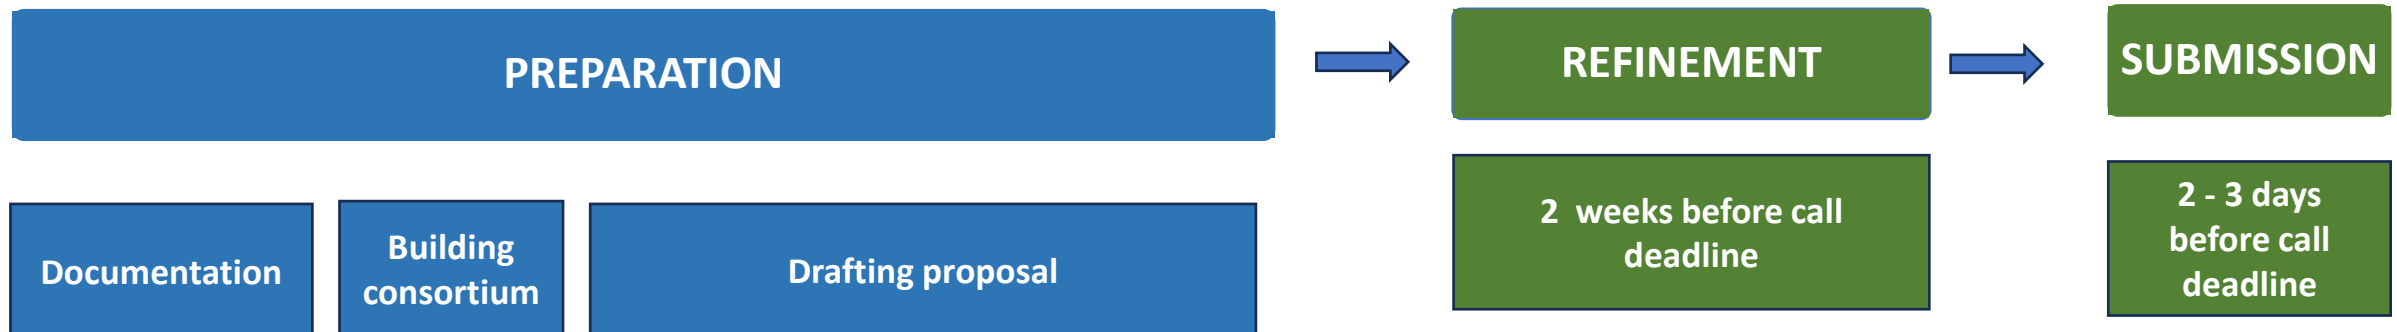 PREPARATION
REFINEMENT
SUBMISSION
Documentation
Building
consortium
Drafting proposal
2  weeks before call
deadline
2 - 3 days
before call
deadline